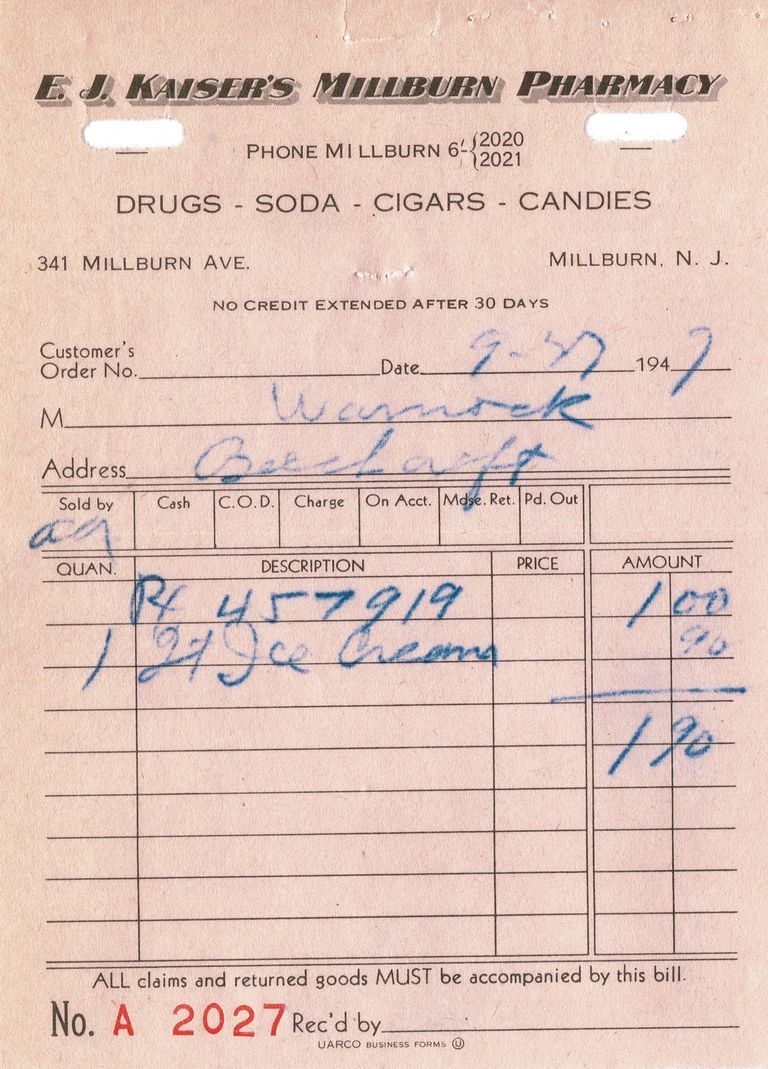 E. J. KAISER'S MILLBURN PHARMACY
PHONE MILLBURN 6-{2020
2021
DRUGS - SODA - CIGARS - CANDIES
341 MILLBURN AVE. MILLBURN, N. J.
NO CREDIT EXTENDED AFTER 30 DAYS
Customer's
Order No. Date 1947
M Warnock
Address
Sold by Cash C.O.D. Charge On Acct. Mdse. Ret. Pd. Out
QUAN. DESCRIPTION PRICE AMOUNT
Rx 457919 1 00
1 Ice Cream 90
1 90
ALL claims and returned goods MUST be accompanied by this bill.
No. A 2027 Rec'd by
UARCO BUSINESS FORMS U